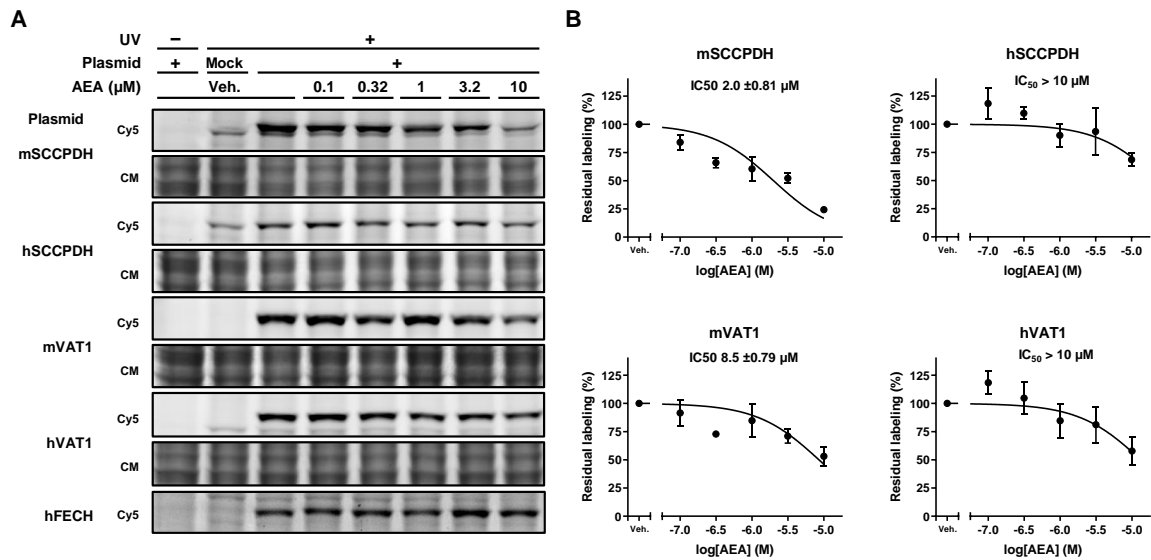 A
UV − +
Plasmid + Mock +
AEA (µM) Veh. 0.1 0.32 1 3.2 10
Plasmid
mSCCPDH Cy5
CM
hSCCPDH Cy5
CM
mVAT1 Cy5
CM
hVAT1 Cy5
CM
hFECH Cy5
B
mSCCPDH
IC50 2.0 ±0.81 µM
Residual labeling (%)
125
100
75
50
25
0
Veh. -7.0 -6.5 -6.0 -5.5 -5.0
log[AEA] (M)
hSCCPDH
IC50 > 10 µM
Residual labeling (%)
125
100
75
50
25
0
Veh. -7.0 -6.5 -6.0 -5.5 -5.0
log[AEA] (M)
mVAT1
IC50 8.5 ±0.79 µM
Residual labeling (%)
125
100
75
50
25
0
Veh. -7.0 -6.5 -6.0 -5.5 -5.0
log[AEA] (M)
hVAT1
IC50 > 10 µM
Residual labeling (%)
125
100
75
50
25
0
Veh. -7.0 -6.5 -6.0 -5.5 -5.0
log[AEA] (M)